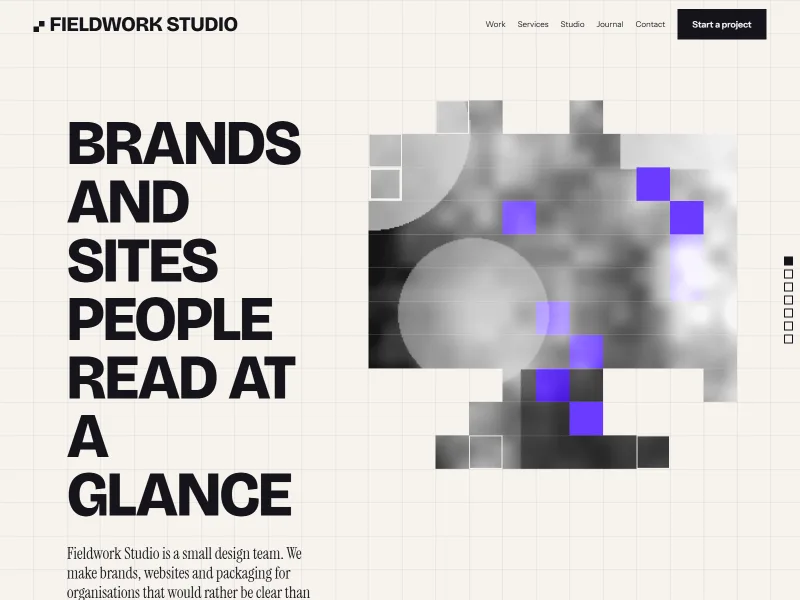 FIELDWORK STUDIO
Work Services Studio Journal Contact Start a project
BRANDS
AND
SITES
PEOPLE
READ AT
A
GLANCE
Fieldwork Studio is a small design team. We
make brands, websites and packaging for
organisations that would rather be clear than